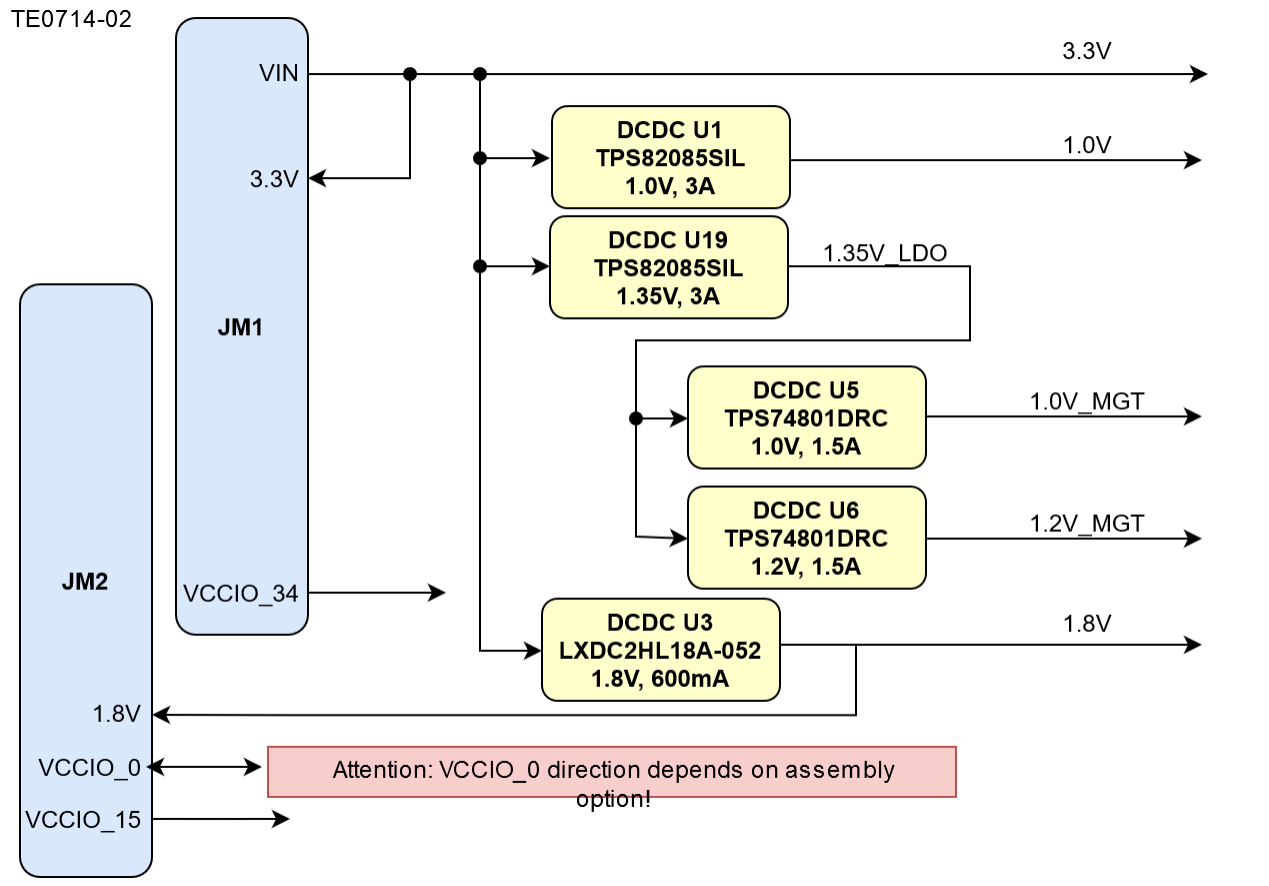 TE0714-02
VIN
3.3V
3.3V
JM1
VCCIO_34
DCDC U1
TPS82085SIL
1.0V, 3A
1.0V
DCDC U19
TPS82085SIL
1.35V, 3A
1.35V_LDO
DCDC U5
TPS74801DRC
1.0V, 1.5A
1.0V_MGT
DCDC U6
TPS74801DRC
1.2V, 1.5A
1.2V_MGT
DCDC U3
LXDC2HL18A-052
1.8V, 600mA
1.8V
JM2
1.8V
VCCIO_0
VCCIO_15
Attention: VCCIO_0 direction depends on assembly
option!